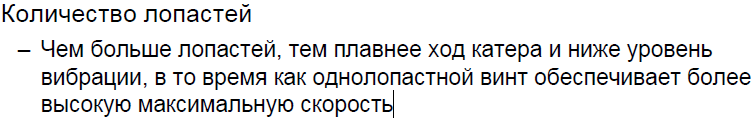 Количество лопастей
– Чем больше лопастей, тем плавнее ход катера и ниже уровень
вибрации, в то время как однолопастной винт обеспечивает более
высокую максимальную скорость